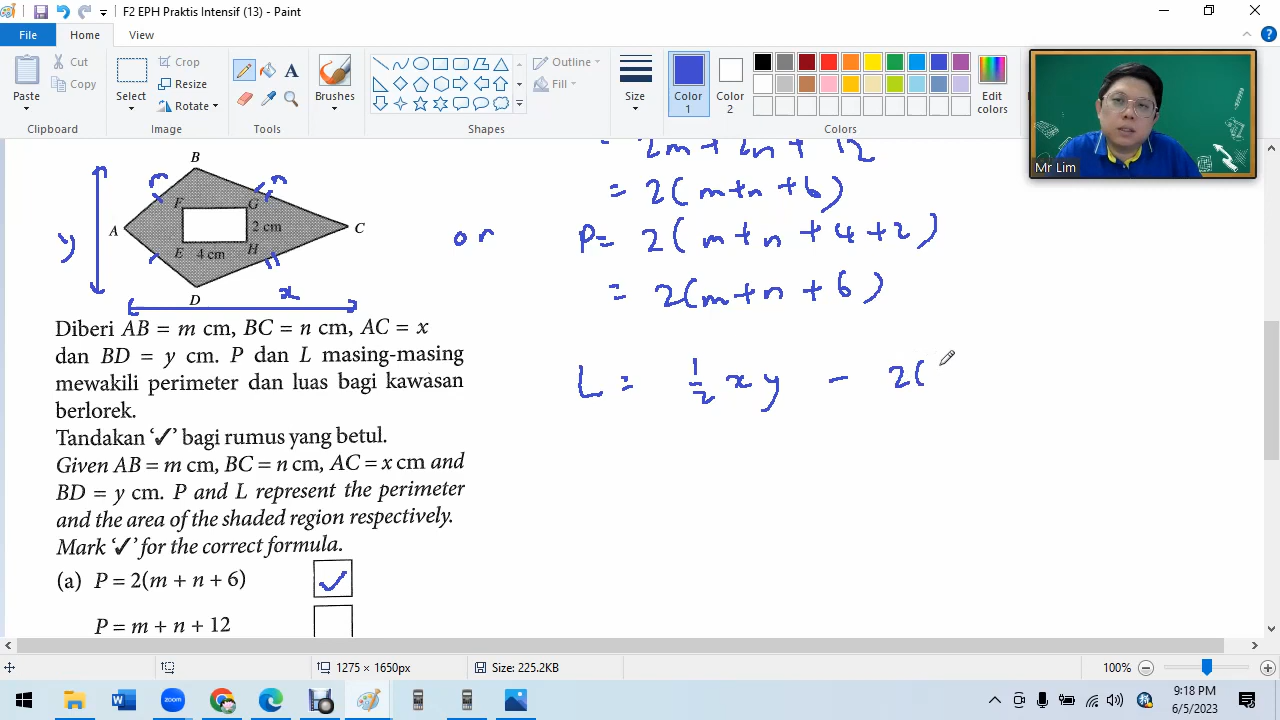 F2 EPH Praktis Intensif (13) - Paint
File Home View
Paste Cut Copy
Clipboard
Select Crop Resize Rotate
Image
Tools
Brushes
Shapes
Outline
Fill
Size
Color 1
Color 2
Edit colors
Colors
Mr Lim
B
m
n
F G
A
2 cm
C
y
E 4 cm H
D
x
= 2m + 2n + 12
= 2(m+n+6)
or P= 2(m+n+4+2)
= 2(m+n+6)
L = 1/2 xy - 2(
Diberi AB = m cm, BC = n cm, AC = x
dan BD = y cm. P dan L masing-masing
mewakili perimeter dan luas bagi kawasan
berlorek.
Tandakan ‘✓’ bagi rumus yang betul.
Given AB = m cm, BC = n cm, AC = x cm and
BD = y cm. P and L represent the perimeter
and the area of the shaded region respectively.
Mark ‘✓’ for the correct formula.
(a) P = 2(m + n + 6) ✓
P = m + n + 12
1275 × 1650px
Size: 225.2KB
100%
9:18 PM
6/5/2023